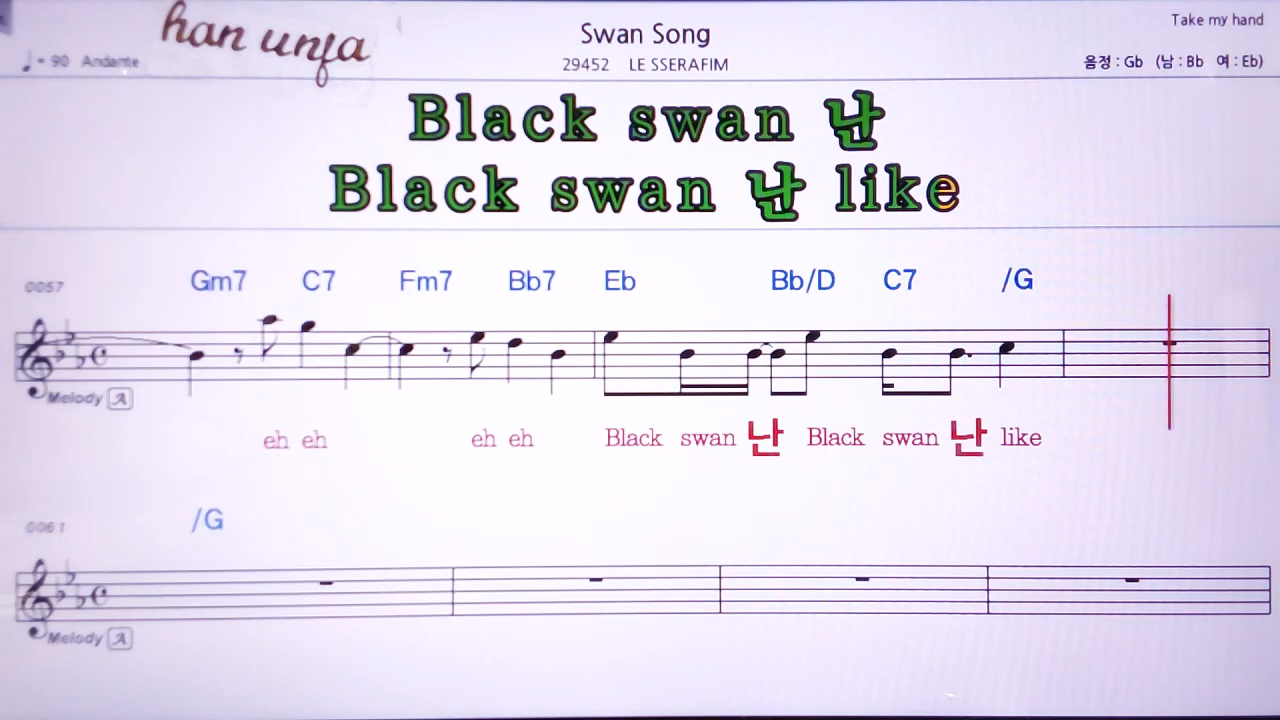 han unja
Swan Song
Take my hand
♩= 90 Andante
29452 LE SSERAFIM
음정 : Gb (남 : Bb 여 : Eb)
Black swan 난
Black swan 난 like
0057
Gm7 C7 Fm7 Bb7 Eb Bb/D C7 /G
Melody A
eh eh eh eh Black swan 난 Black swan 난 like
0061
/G
Melody A